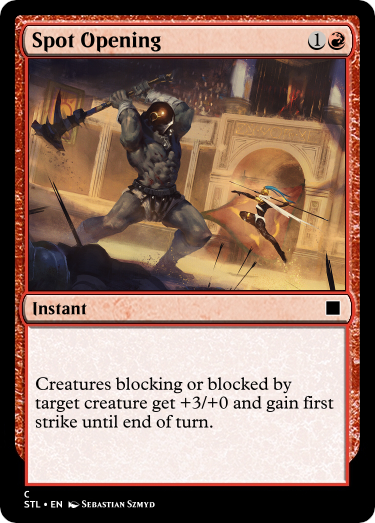 Spot Opening
1
Instant
Creatures blocking or blocked by
target creature get +3/+0 and gain first
strike until end of turn.
C
STL • EN Sebastian Szmyd